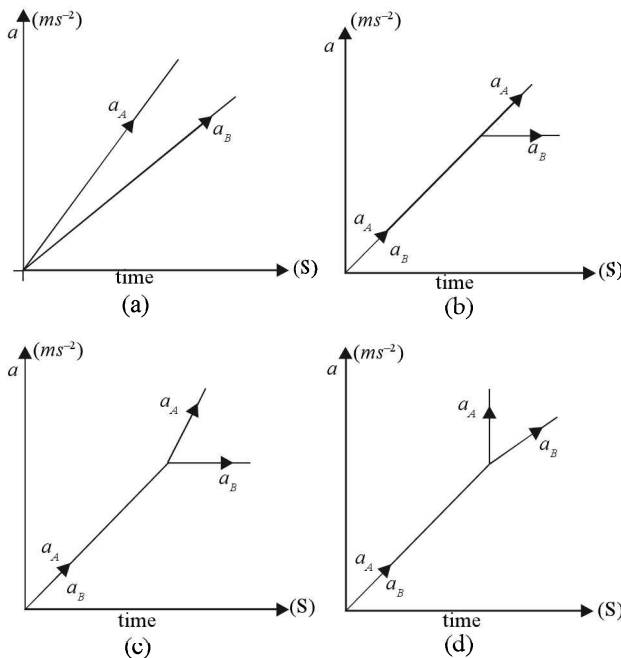 (ms⁻²)
a
a_A
a_B
time
(S)
(a)
(ms⁻²)
a
a_A
a_B
a_A
a_B
time
(S)
(b)
(ms⁻²)
a
a_A
a_B
a_A
a_B
time
(S)
(c)
(ms⁻²)
a
a_A
a_B
a_A
a_B
time
(S)
(d)